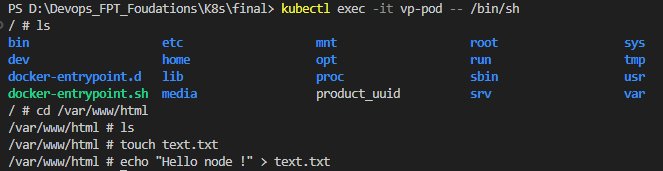 PS D:\Devops_FPT_Foudations\K8s\final> kubectl exec -it vp-pod -- /bin/sh
/ # ls
bin etc mnt root sys
dev home opt run tmp
docker-entrypoint.d lib proc sbin usr
docker-entrypoint.sh media product_uuid srv var
/ # cd /var/www/html
/var/www/html # ls
/var/www/html # touch text.txt
/var/www/html # echo "Hello node !" > text.txt